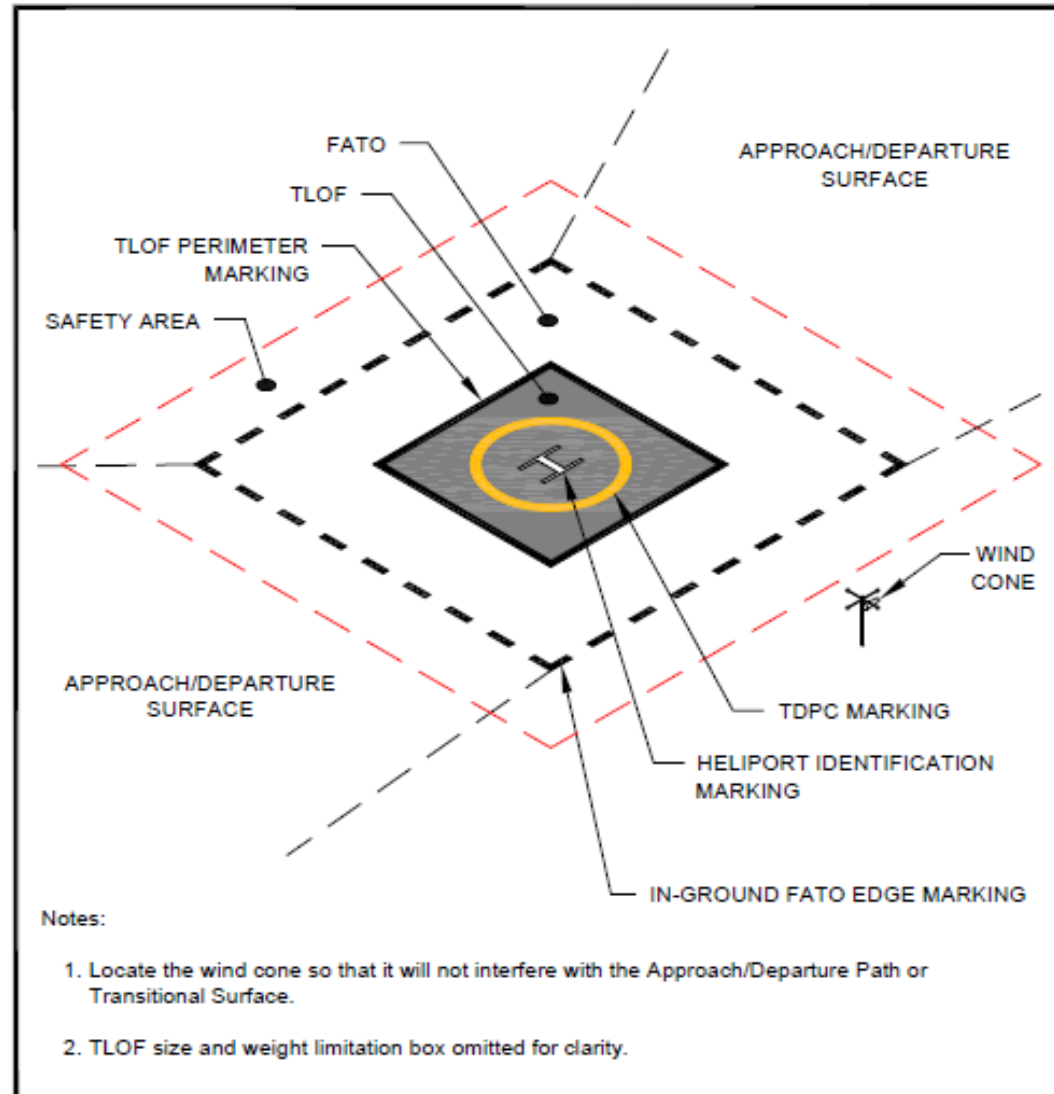 FATO
APPROACH/DEPARTURE
SURFACE
TLOF
TLOF PERIMETER
MARKING
SAFETY AREA
H
WIND
CONE
APPROACH/DEPARTURE
SURFACE
TDPC MARKING
HELIPORT IDENTIFICATION
MARKING
IN-GROUND FATO EDGE MARKING
Notes:
1. Locate the wind cone so that it will not interfere with the Approach/Departure Path or
Transitional Surface.
2. TLOF size and weight limitation box omitted for clarity.